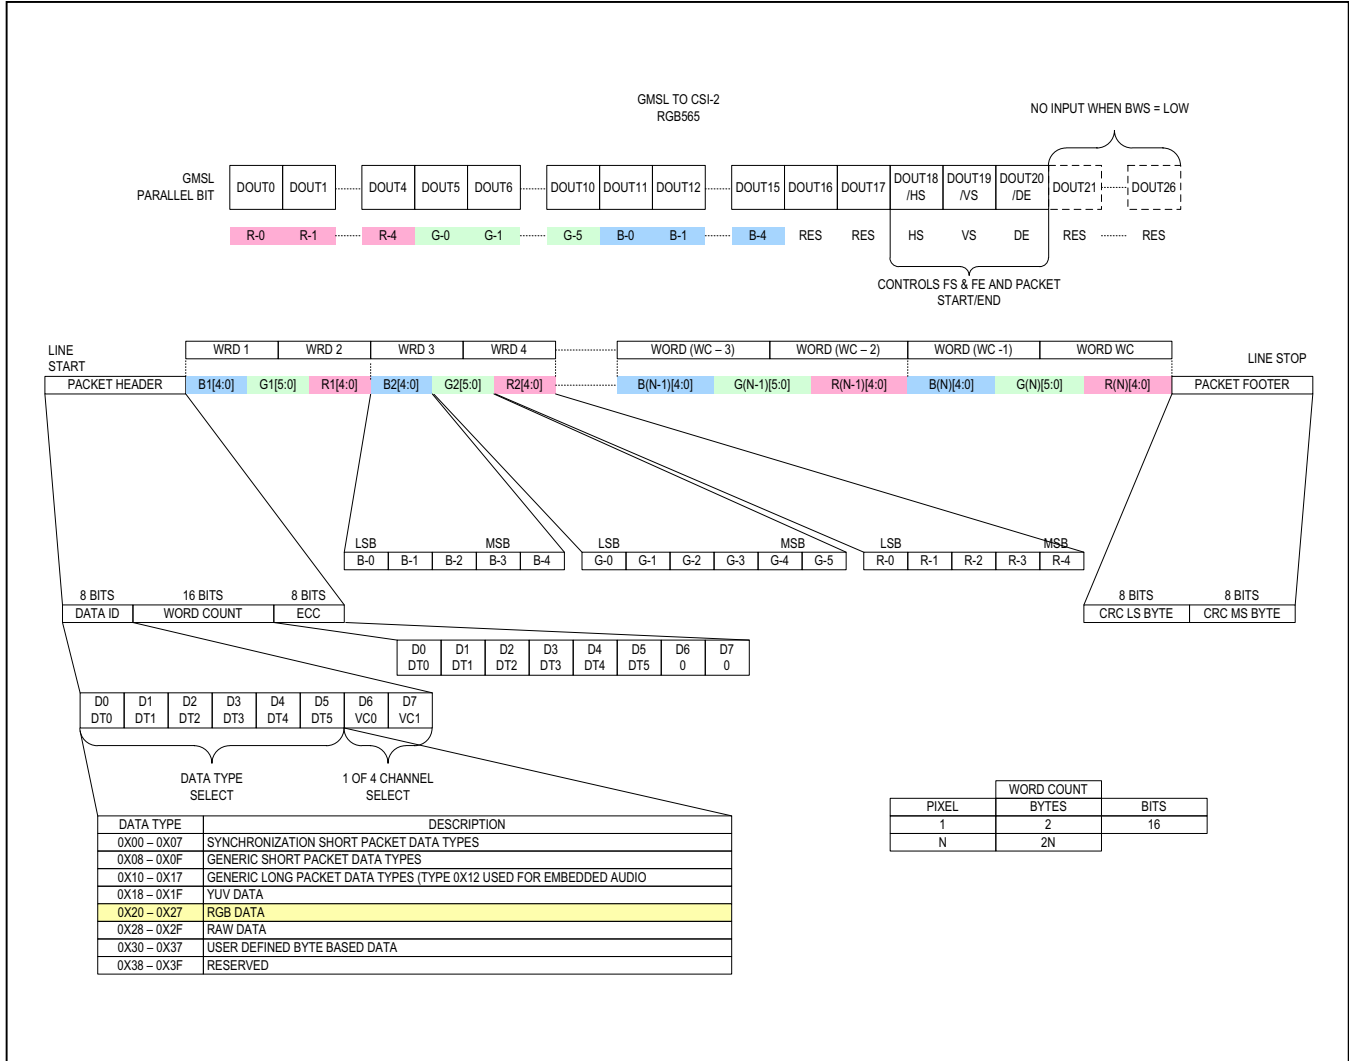 GMSL TO CSI-2
RGB565
NO INPUT WHEN BWS = LOW
GMSL
PARALLEL BIT
DOUT0 DOUT1 DOUT4 DOUT5 DOUT6 DOUT10 DOUT11 DOUT12 DOUT15 DOUT16 DOUT17 DOUT18 /HS DOUT19 /VS DOUT20 /DE DOUT21 DOUT26
R-0 R-1 R-4 G-0 G-1 G-5 B-0 B-1 B-4 RES RES HS VS DE RES RES
CONTROLS FS & FE AND PACKET
START/END
LINE
START
WRD 1 WRD 2 WRD 3 WRD 4 WORD (WC – 3) WORD (WC – 2) WORD (WC -1) WORD WC
LINE STOP
PACKET HEADER B1[4:0] G1[5:0] R1[4:0] B2[4:0] G2[5:0] R2[4:0] B(N-1)[4:0] G(N-1)[5:0] R(N-1)[4:0] B(N)[4:0] G(N)[5:0] R(N)[4:0] PACKET FOOTER
LSB MSB LSB MSB LSB MSB
B-0 B-1 B-2 B-3 B-4 G-0 G-1 G-2 G-3 G-4 G-5 R-0 R-1 R-2 R-3 R-4
8 BITS 16 BITS 8 BITS 8 BITS 8 BITS
DATA ID WORD COUNT ECC CRC LS BYTE CRC MS BYTE
D0 D1 D2 D3 D4 D5 D6 D7
DT0 DT1 DT2 DT3 DT4 DT5 0 0
D0 D1 D2 D3 D4 D5 D6 D7
DT0 DT1 DT2 DT3 DT4 DT5 VC0 VC1
DATA TYPE
SELECT
1 OF 4 CHANNEL
SELECT
WORD COUNT
PIXEL BYTES BITS
1 2 16
N 2N
DATA TYPE DESCRIPTION
0X00 – 0X07 SYNCHRONIZATION SHORT PACKET DATA TYPES
0X08 – 0X0F GENERIC SHORT PACKET DATA TYPES
0X10 – 0X17 GENERIC LONG PACKET DATA TYPES (TYPE 0X12 USED FOR EMBEDDED AUDIO
0X18 – 0X1F YUV DATA
0X20 – 0X27 RGB DATA
0X28 – 0X2F RAW DATA
0X30 – 0X37 USER DEFINED BYTE BASED DATA
0X38 – 0X3F RESERVED